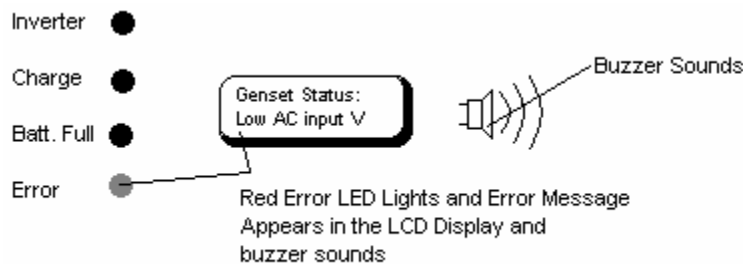 Inverter
Charge
Batt. Full
Error
Genset Status:
Low AC input V
Buzzer Sounds
Red Error LED Lights and Error Message
Appears in the LCD Display and
buzzer sounds